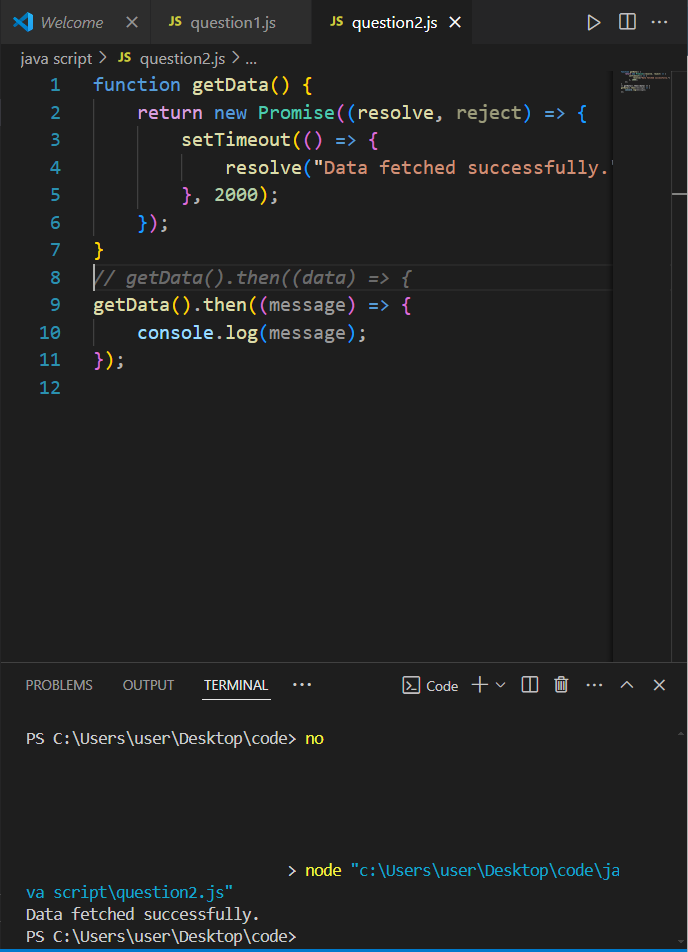 Welcome JS question1.js JS question2.js
java script > JS question2.js > ...
1 function getData() {
2 return new Promise((resolve, reject) => {
3 setTimeout(() => {
4 resolve("Data fetched successfully.
5 }, 2000);
6 });
7 }
8 // getData().then((data) => {
9 getData().then((message) => {
10 console.log(message);
11 });
12
PROBLEMS OUTPUT TERMINAL ... Code
PS C:\Users\user\Desktop\code> no
> node "c:\Users\user\Desktop\code\ja
va script\question2.js"
Data fetched successfully.
PS C:\Users\user\Desktop\code>